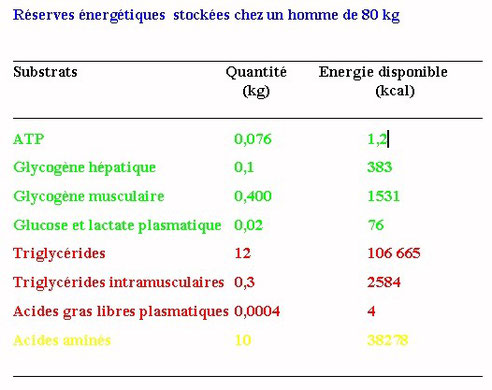 Réserves énergétiques stockées chez un homme de 80 kg
Substrats Quantité Energie disponible
(kg) (kcal)
ATP 0,076 1,2
Glycogène hépatique 0,1 383
Glycogène musculaire 0,400 1531
Glucose et lactate plasmatique 0,02 76
Triglycérides 12 106 665
Triglycérides intramusculaires 0,3 2584
Acides gras libres plasmatiques 0,0004 4
Acides aminés 10 38278